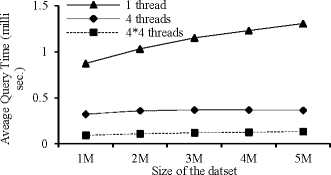 1 thread
4 threads
4*4 threads
Aveage Query Time (milli
sec.)
1.5
1
0.5
0
1M
2M
3M
4M
5M
Size of the datset